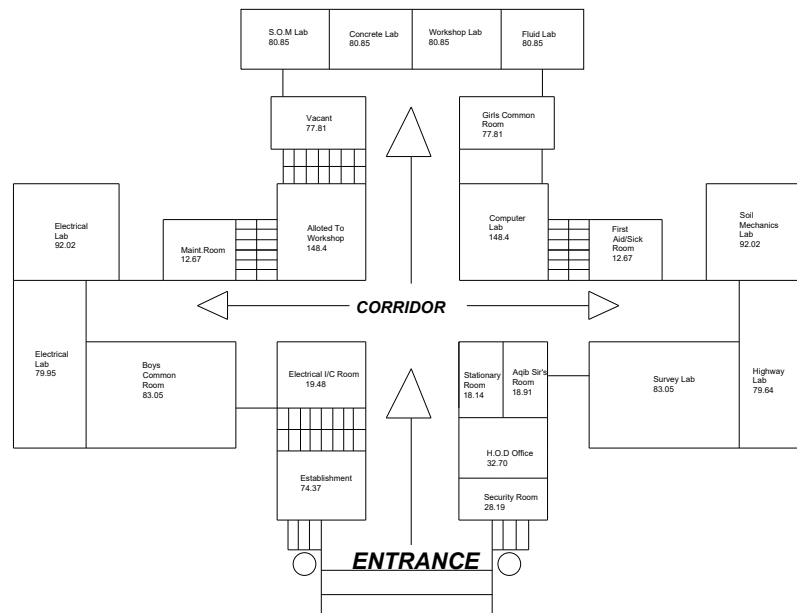 S.O.M Lab
80.85
Concrete Lab
80.85
Workshop Lab
80.85
Fluid Lab
80.85
Vacant
77.81
Girls Common
Room
77.81
Electrical
Lab
92.02
Maint.Room
12.67
Alloted To
Workshop
148.4
Computer
Lab
148.4
First
Aid/Sick
Room
12.67
Soil
Mechanics
Lab
92.02
CORRIDOR
Electrical
Lab
79.95
Boys
Common
Room
83.05
Electrical I/C Room
19.48
Stationary
Room
18.14
Aqib Sir's
Room
18.91
Survey Lab
83.05
Highway
Lab
79.64
Establishment
74.37
H.O.D Office
32.70
Security Room
28.19
ENTRANCE